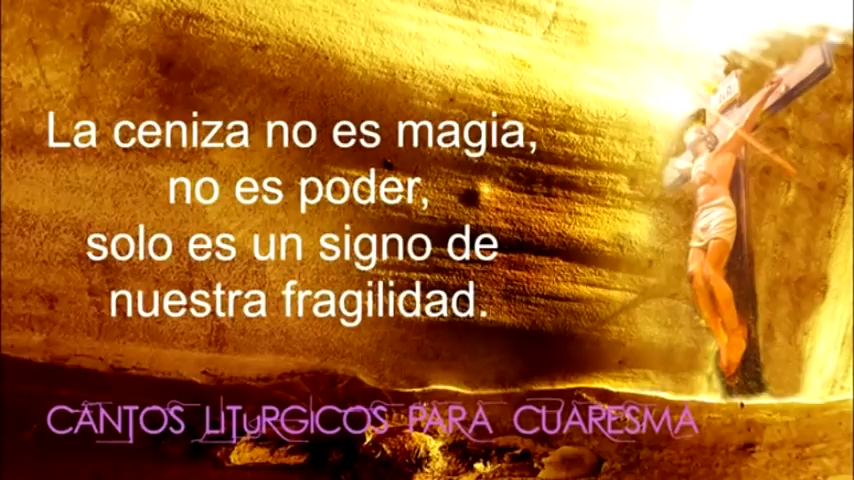 La ceniza no es magia,
no es poder,
solo es un signo de
nuestra fragilidad.
CANTOS LITURGICOS PARA CUARESMA